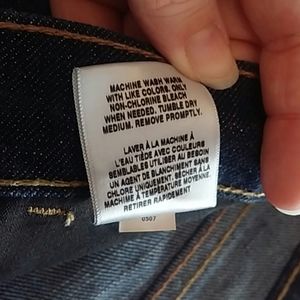 MACHINE WASH WARM
WITH LIKE COLORS. ONLY
NON-CHLORINE BLEACH
WHEN NEEDED. TUMBLE DRY
MEDIUM. REMOVE PROMPTLY.
LAVER À LA MACHINE À
L'EAU TIÈDE AVEC COULEURS
SEMBLABLES UTILISER AU BESOIN
UN AGENT DE BLANCHIMENT SANS
CHLORE UNIQUEMENT. SÉCHER À LA
MACHINE À TEMPÉRATURE MOYENNE.
RETIRER RAPIDEMENT
0507